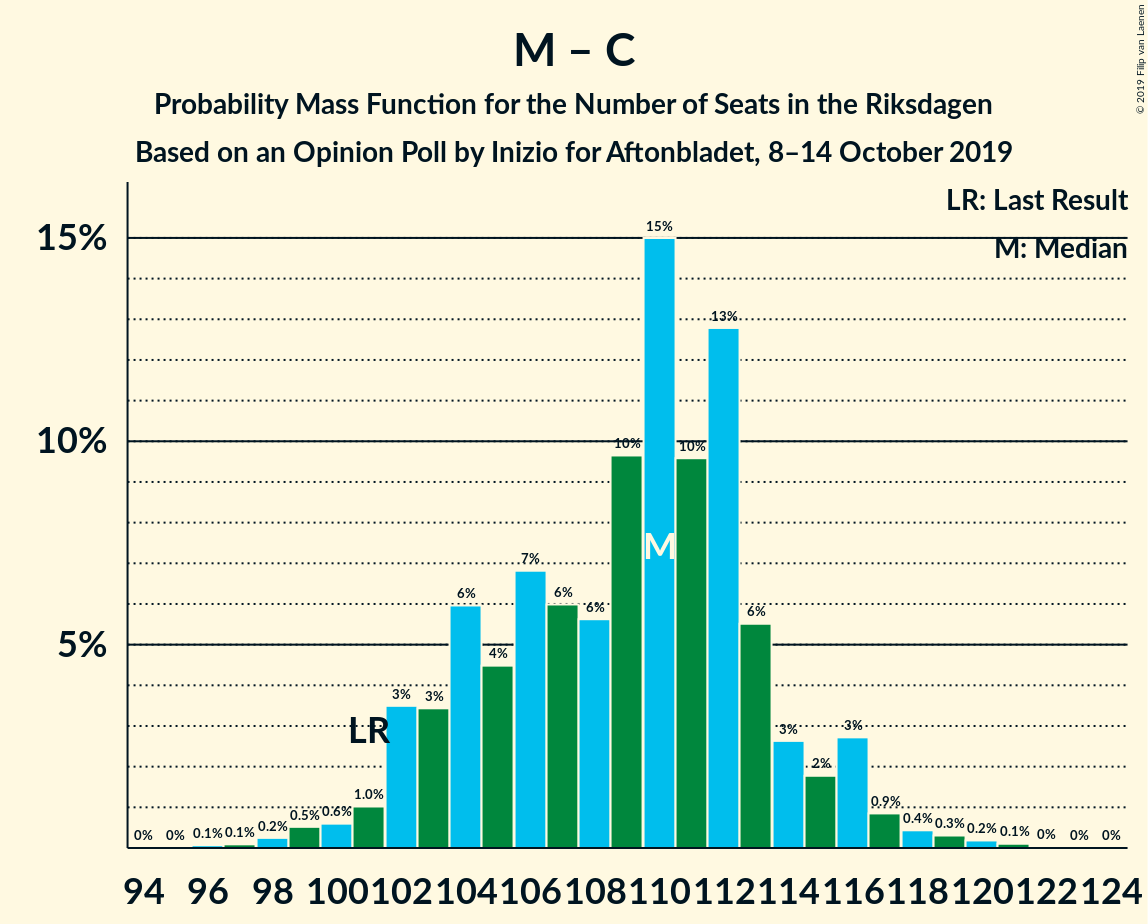 M – C
Probability Mass Function for the Number of Seats in the Riksdagen
Based on an Opinion Poll by Inizio for Aftonbladet, 8–14 October 2019
© 2019 Filip van Laenen
LR: Last Result
M: Median
15%
10%
5%
0% 0% 0.1% 0.1% 0.2% 0.5% 0.6% 1.0% 3% 3% 6% 4% 7% 6% 6% 10% 15% 10% 13% 6% 3% 2% 3% 0.9% 0.4% 0.3% 0.2% 0.1% 0% 0% 0%
LR
M
94 96 98 100 102 104 106 108 110 112 114 116 118 120 122 124